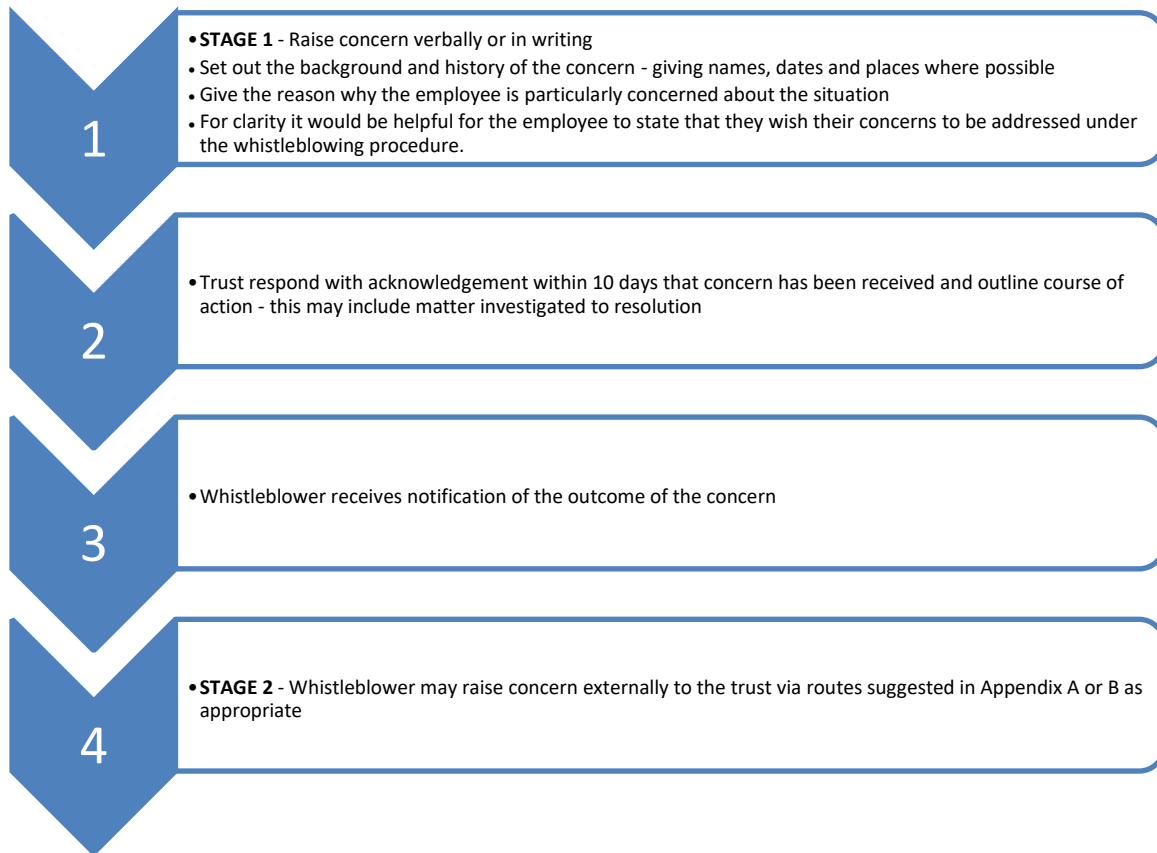 1
•STAGE 1 - Raise concern verbally or in writing
• Set out the background and history of the concern - giving names, dates and places where possible
• Give the reason why the employee is particularly concerned about the situation
• For clarity it would be helpful for the employee to state that they wish their concerns to be addressed under
the whistleblowing procedure.
2
•Trust respond with acknowledgement within 10 days that concern has been received and outline course of
action - this may include matter investigated to resolution
3
•Whistleblower receives notification of the outcome of the concern
4
•STAGE 2 - Whistleblower may raise concern externally to the trust via routes suggested in Appendix A or B as
appropriate